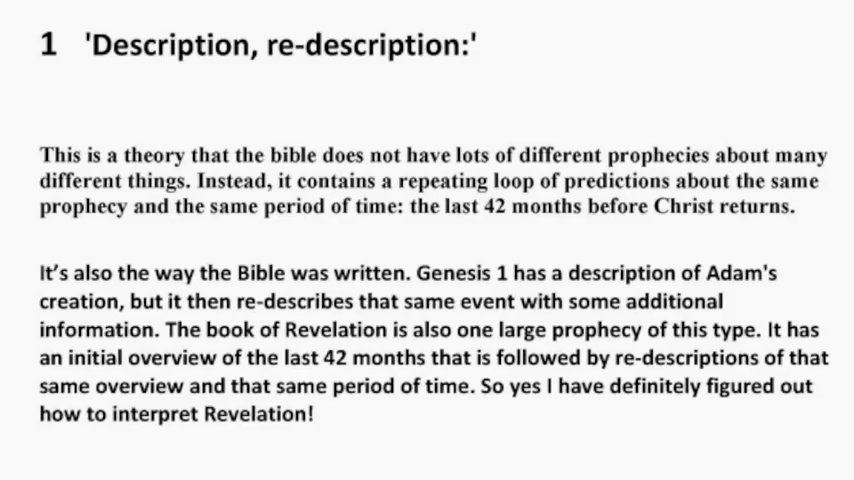 1 'Description, re-description:'
This is a theory that the bible does not have lots of different prophecies about many
different things. Instead, it contains a repeating loop of predictions about the same
prophecy and the same period of time: the last 42 months before Christ returns.
It's also the way the Bible was written. Genesis 1 has a description of Adam's
creation, but it then re-describes that same event with some additional
information. The book of Revelation is also one large prophecy of this type. It has
an initial overview of the last 42 months that is followed by re-descriptions of that
same overview and that same period of time. So yes I have definitely figured out
how to interpret Revelation!